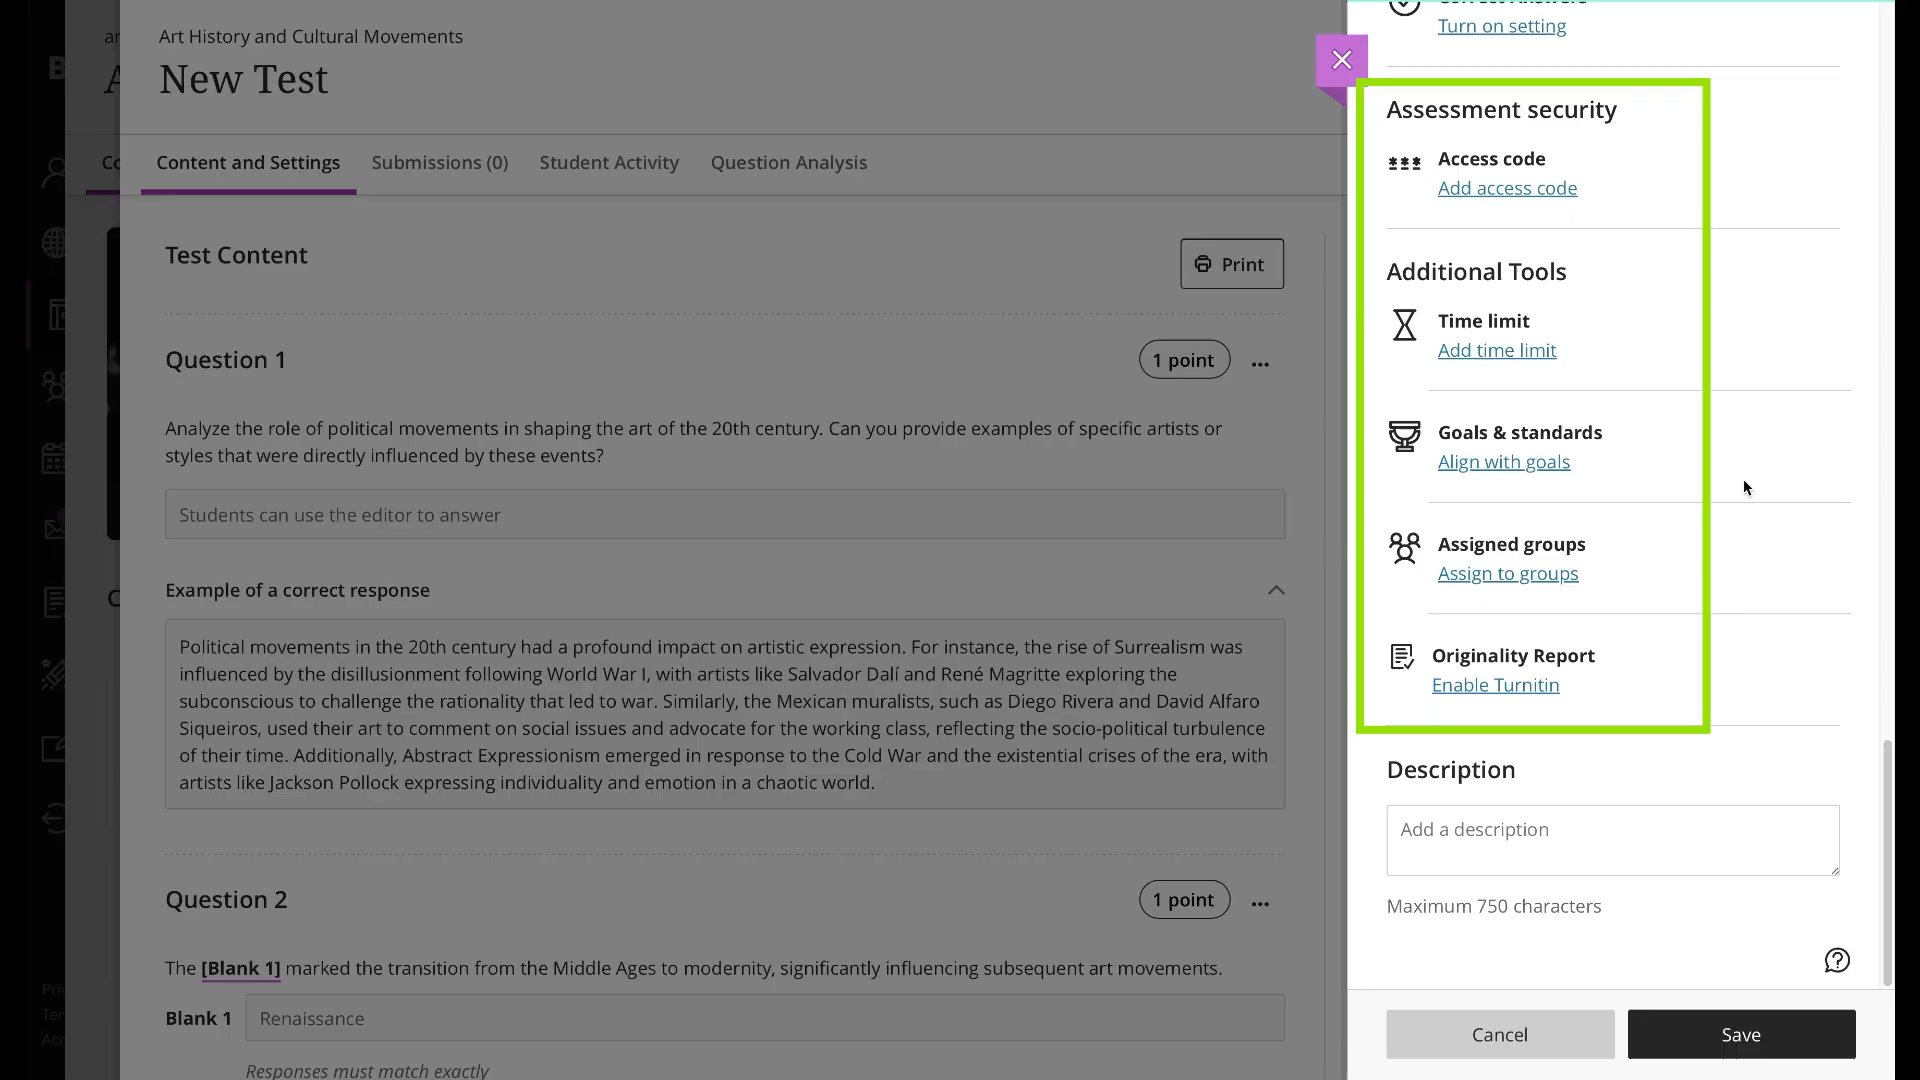 Art History and Cultural Movements
New Test
Content and Settings
Submissions (0)
Student Activity
Question Analysis
Test Content
Print
Question 1
1 point
Analyze the role of political movements in shaping the art of the 20th century. Can you provide examples of specific artists or
styles that were directly influenced by these events?
Students can use the editor to answer
Example of a correct response
Political movements in the 20th century had a profound impact on artistic expression. For instance, the rise of Surrealism was
influenced by the disillusionment following World War I, with artists like Salvador Dalí and René Magritte exploring the
subconscious to challenge the rationality that led to war. Similarly, the Mexican muralists, such as Diego Rivera and David Alfaro
Siqueiros, used their art to comment on social issues and advocate for the working class, reflecting the socio-political turbulence
of their time. Additionally, Abstract Expressionism emerged in response to the Cold War and the existential crises of the era, with
artists like Jackson Pollock expressing individuality and emotion in a chaotic world.
Question 2
1 point
The [Blank 1] marked the transition from the Middle Ages to modernity, significantly influencing subsequent art movements.
Blank 1
Renaissance
Responses must match exactly
Turn on setting
Assessment security
Access code
Add access code
Additional Tools
Time limit
Add time limit
Goals & standards
Align with goals
Assigned groups
Assign to groups
Originality Report
Enable Turnitin
Description
Add a description
Maximum 750 characters
Cancel
Save